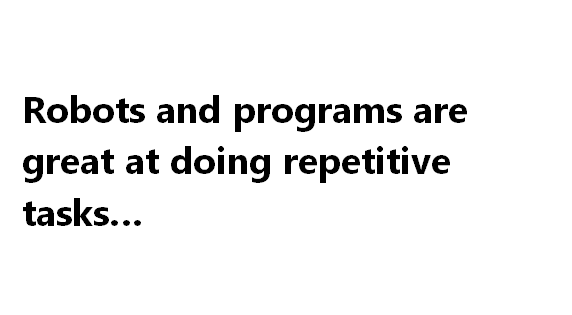 Robots and programs are
great at doing repetitive
tasks…